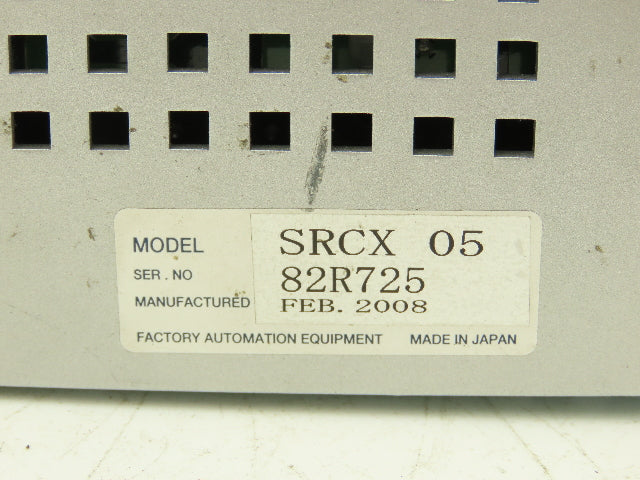 MODEL SRCX 05
SER. NO 82R725
MANUFACTURED FEB. 2008
FACTORY AUTOMATION EQUIPMENT MADE IN JAPAN